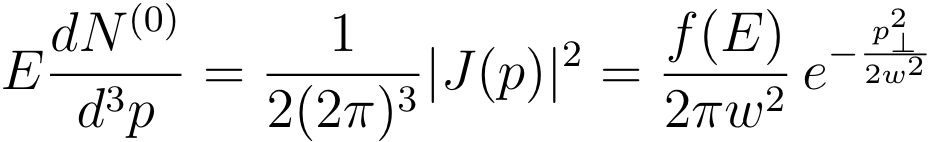 E \frac{dN^{(0)}}{d^3p} = \frac{1}{2(2\pi)^3} |J(p)|^2 = \frac{f(E)}{2\pi w^2} e^{-\frac{p_\perp^2}{2w^2}}